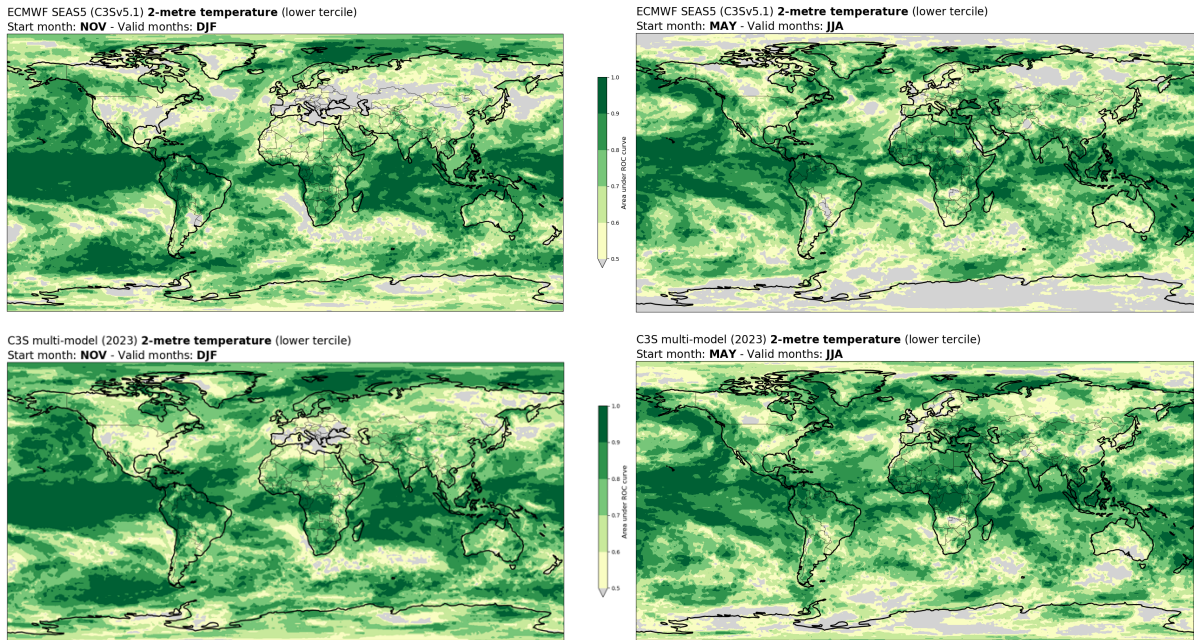 ECMWF SEAS5 (C3Sv5.1) 2-metre temperature (lower tercile)
Start month: NOV - Valid months: DJF
ECMWF SEAS5 (C3Sv5.1) 2-metre temperature (lower tercile)
Start month: MAY - Valid months: JJA
1.0
0.9
0.8
0.7
0.6
0.5
Area under ROC curve
C3S multi-model (2023) 2-metre temperature (lower tercile)
Start month: NOV - Valid months: DJF
C3S multi-model (2023) 2-metre temperature (lower tercile)
Start month: MAY - Valid months: JJA
1.0
0.9
0.8
0.7
0.6
0.5
Area under ROC curve